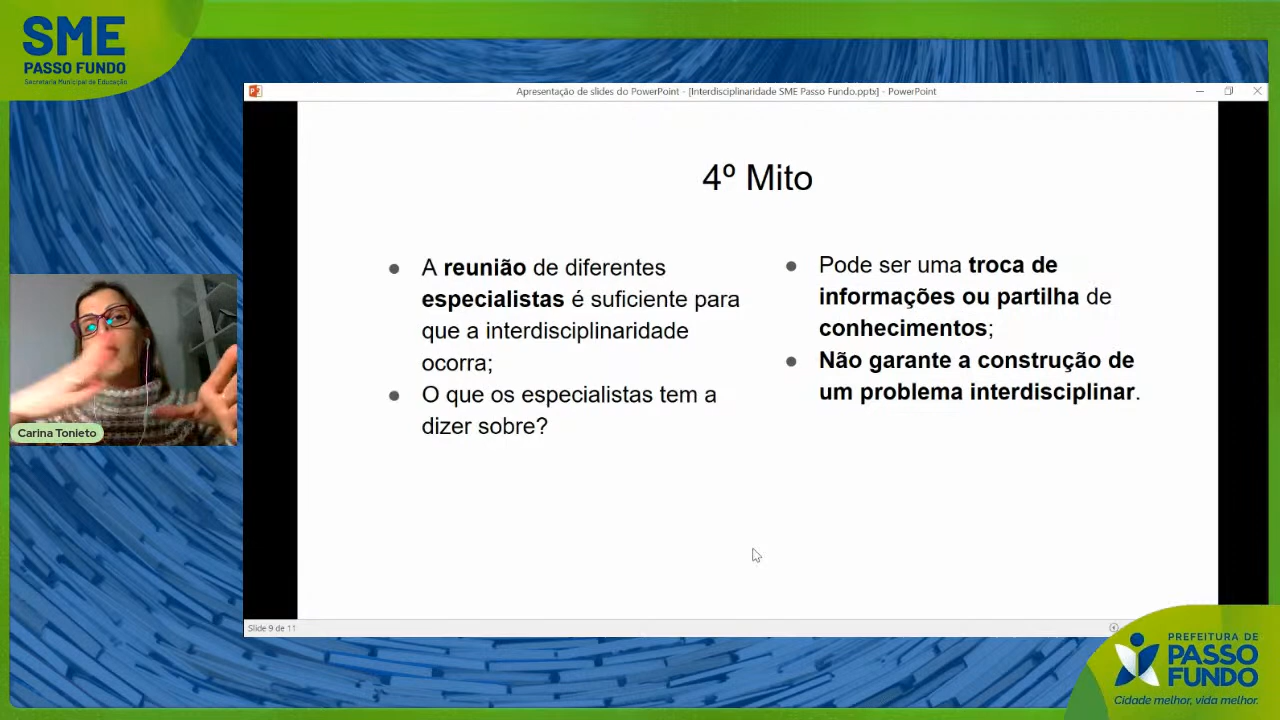 SME
PASSO FUNDO
Secretaria Municipal de Educação
Apresentação de slides do PowerPoint - [Interdisciplinaridade SME Passo Fundo.pptx] - PowerPoint
4º Mito
A reunião de diferentes
especialistas é suficiente para
que a interdisciplinaridade
ocorra;
O que os especialistas tem a
dizer sobre?
Pode ser uma troca de
informações ou partilha de
conhecimentos;
Não garante a construção de
um problema interdisciplinar.
Carina Tonieto
Slide 9 de 11
PREFEITURA DE
PASSO
FUNDO
Cidade melhor, vida melhor.